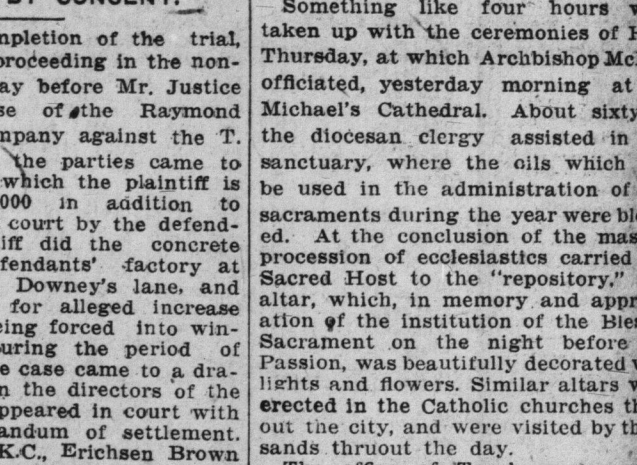 CONSENT.
mpletion of the trial,
proceeding in the non-
ay before Mr. Justice
se of the Raymond
mpany against the T.
the parties came to
which the plaintiff is
000 in addition to
court by the defend-
iff did the concrete
fendants' factory at
Downey's lane, and
for alleged increase
eing forced into win-
uring the period of
e case came to a dra-
n the directors of the
ppeared in court with
andum of settlement.
K.C., Erichsen Brown
Something like four hours w
taken up with the ceremonies of H
Thursday, at which Archbishop Mc.
officiated, yesterday morning at
Michael's Cathedral. About sixty
the diocesan clergy assisted in
sanctuary, where the oils which
be used in the administration of
sacraments during the year were ble
ed. At the conclusion of the mas
procession of ecclesiastics carried
Sacred Host to the "repository."
altar, which, in memory and appr
ation of the institution of the Ble
Sacrament on the night before
Passion, was beautifully decorated w
lights and flowers. Similar altars w
erected in the Catholic churches th
out the city, and were visited by th
sands thruout the day.